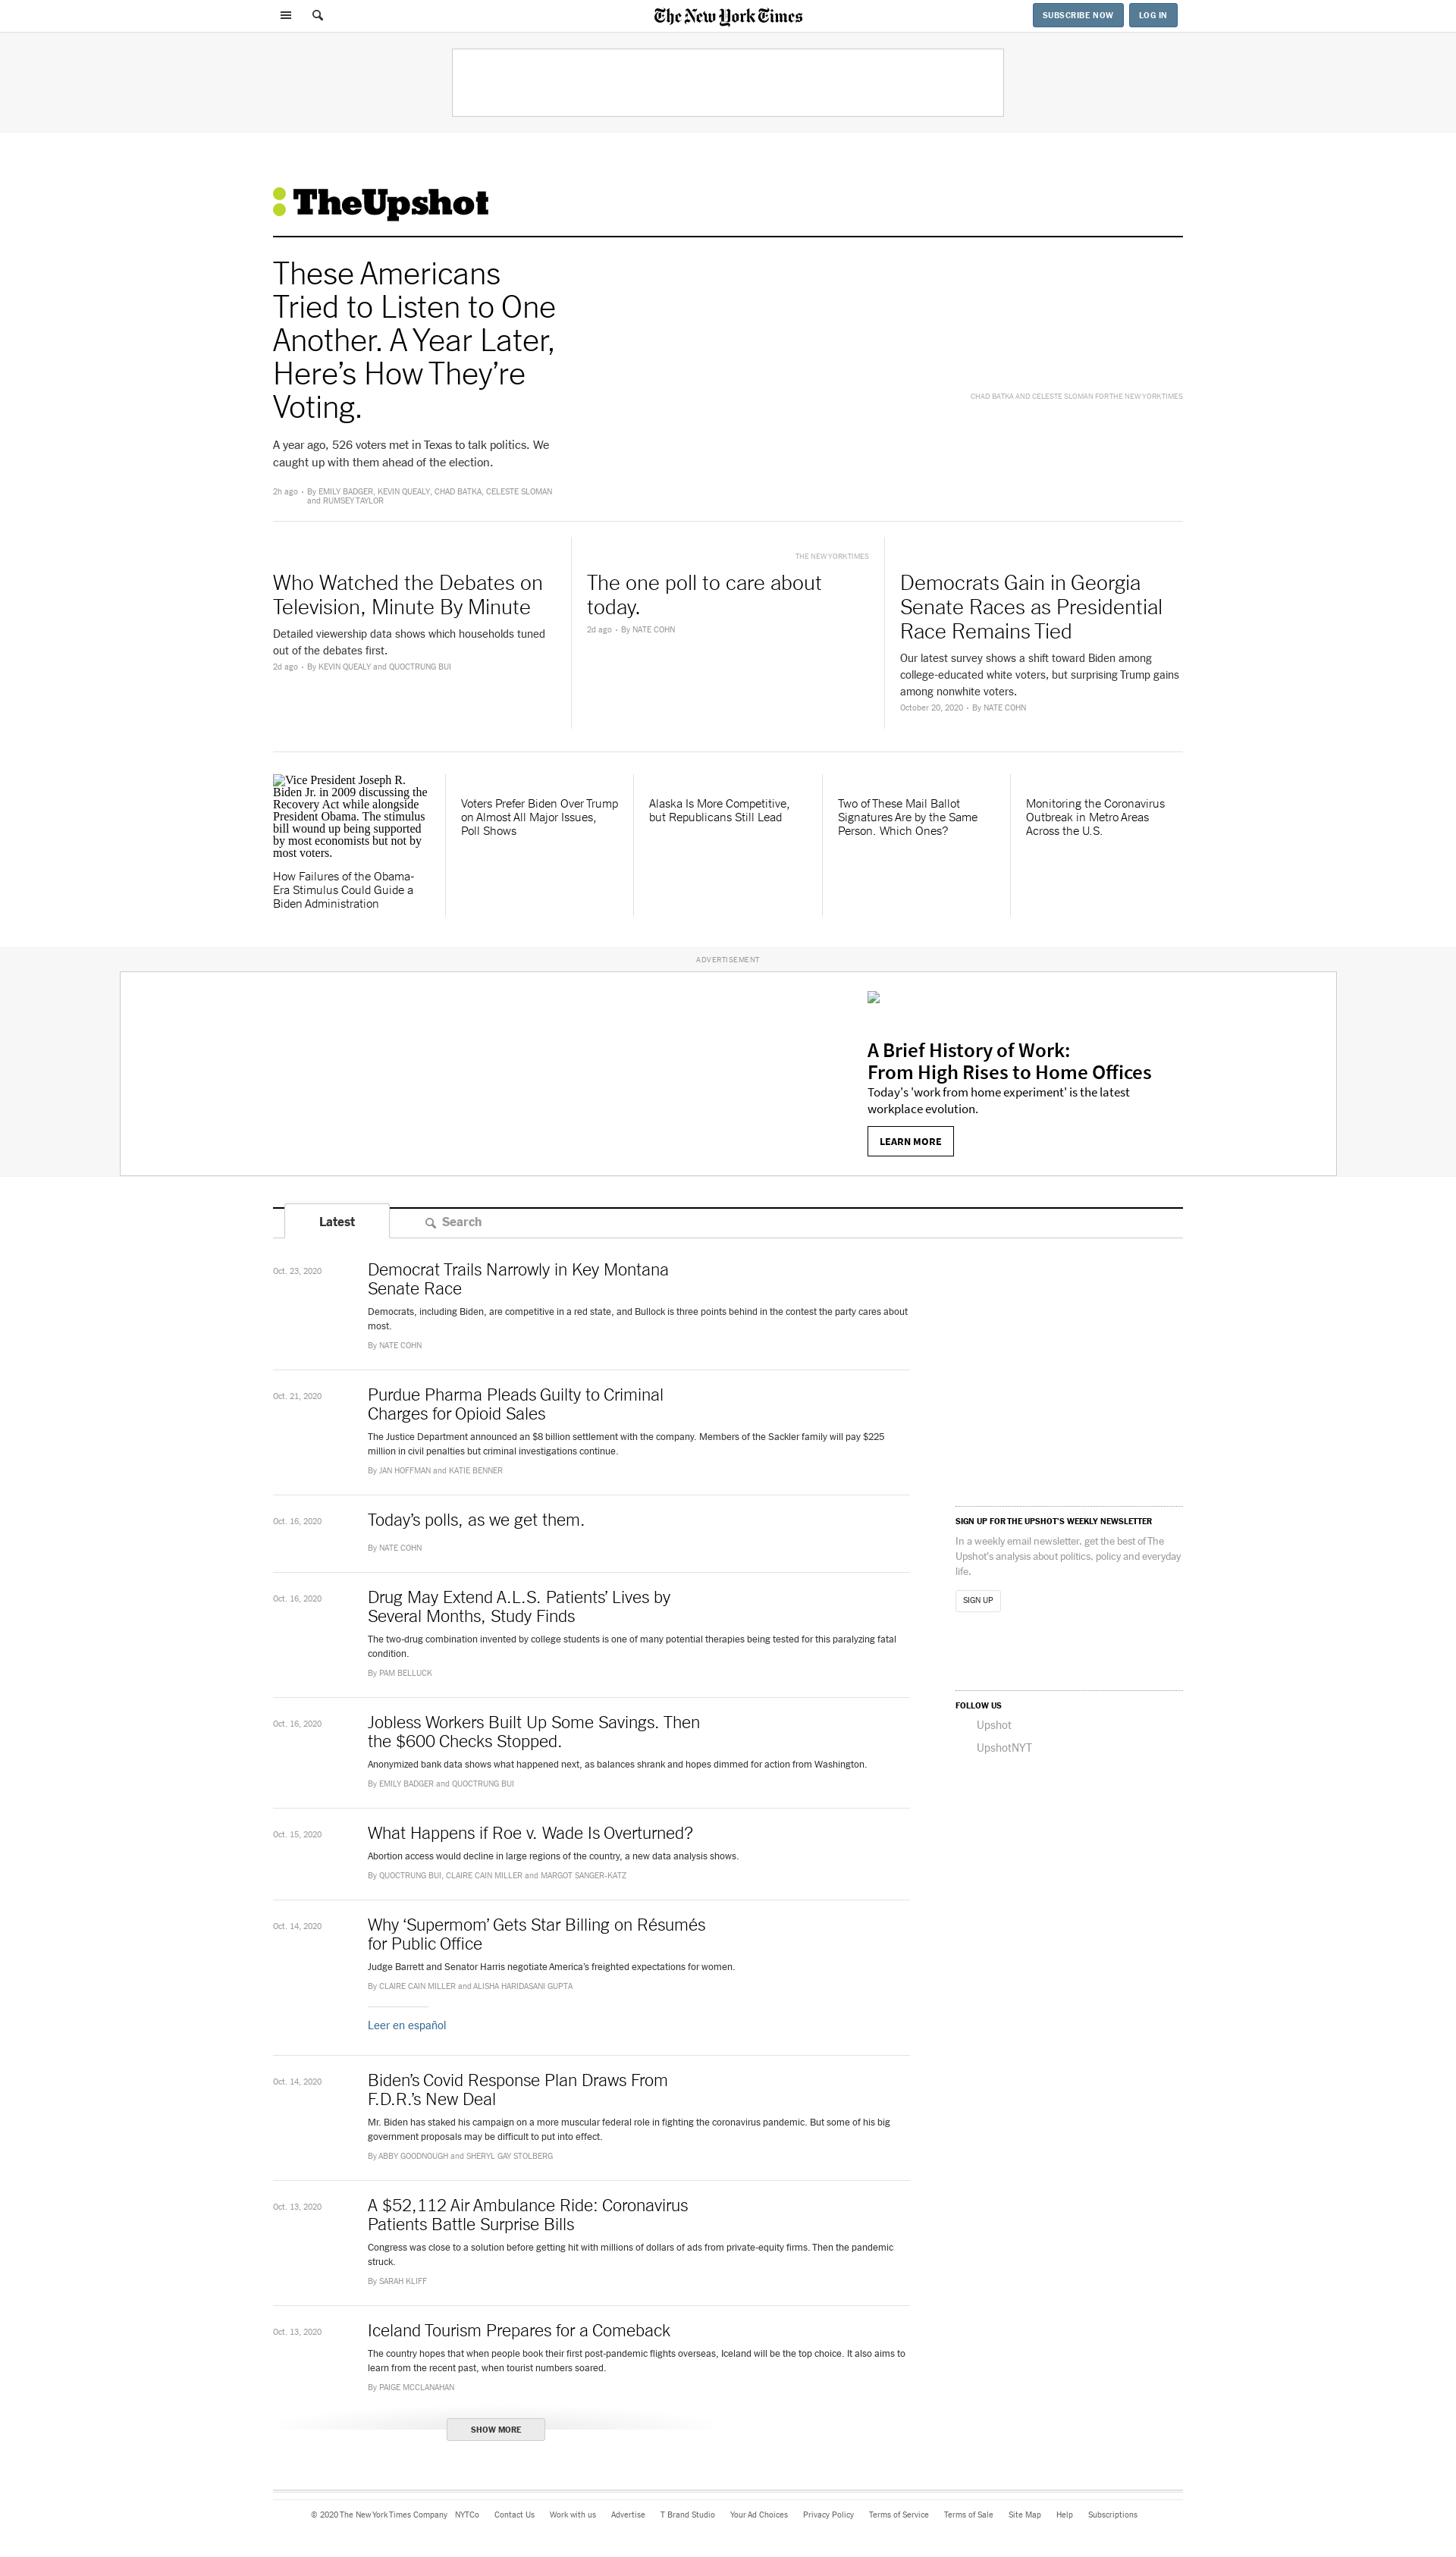 The New York Times
SUBSCRIBE NOW
LOG IN
TheUpshot
These Americans
Tried to Listen to One
Another. A Year Later,
Here’s How They’re
Voting.
A year ago, 526 voters met in Texas to talk politics. We
caught up with them ahead of the election.
2h ago • By EMILY BADGER, KEVIN QUEALY, CHAD BATKA, CELESTE SLOMAN
and RUMSEY TAYLOR
CHAD BATKA AND CELESTE SLOMAN FOR THE NEW YORK TIMES
Who Watched the Debates on
Television, Minute By Minute
Detailed viewership data shows which households tuned
out of the debates first.
2d ago • By KEVIN QUEALY and QUOCTRUNG BUI
THE NEW YORK TIMES
The one poll to care about
today.
2d ago • By NATE COHN
Democrats Gain in Georgia
Senate Races as Presidential
Race Remains Tied
Our latest survey shows a shift toward Biden among
college-educated white voters, but surprising Trump gains
among nonwhite voters.
October 20, 2020 • By NATE COHN
Vice President Joseph R.
Biden Jr. in 2009 discussing the
Recovery Act while alongside
President Obama. The stimulus
bill wound up being supported
by most economists but not by
most voters.
How Failures of the Obama-
Era Stimulus Could Guide a
Biden Administration
Voters Prefer Biden Over Trump
on Almost All Major Issues,
Poll Shows
Alaska Is More Competitive,
but Republicans Still Lead
Two of These Mail Ballot
Signatures Are by the Same
Person. Which Ones?
Monitoring the Coronavirus
Outbreak in Metro Areas
Across the U.S.
ADVERTISEMENT
A Brief History of Work:
From High Rises to Home Offices
Today's 'work from home experiment' is the latest
workplace evolution.
LEARN MORE
Latest
Search
Oct. 23, 2020
Democrat Trails Narrowly in Key Montana
Senate Race
Democrats, including Biden, are competitive in a red state, and Bullock is three points behind in the contest the party cares about
most.
By NATE COHN
Oct. 21, 2020
Purdue Pharma Pleads Guilty to Criminal
Charges for Opioid Sales
The Justice Department announced an $8 billion settlement with the company. Members of the Sackler family will pay $225
million in civil penalties but criminal investigations continue.
By JAN HOFFMAN and KATIE BENNER
Oct. 16, 2020
Today’s polls, as we get them.
By NATE COHN
Oct. 16, 2020
Drug May Extend A.L.S. Patients’ Lives by
Several Months, Study Finds
The two-drug combination invented by college students is one of many potential therapies being tested for this paralyzing fatal
condition.
By PAM BELLUCK
Oct. 16, 2020
Jobless Workers Built Up Some Savings. Then
the $600 Checks Stopped.
Anonymized bank data shows what happened next, as balances shrank and hopes dimmed for action from Washington.
By EMILY BADGER and QUOCTRUNG BUI
Oct. 15, 2020
What Happens if Roe v. Wade Is Overturned?
Abortion access would decline in large regions of the country, a new data analysis shows.
By QUOCTRUNG BUI, CLAIRE CAIN MILLER and MARGOT SANGER-KATZ
Oct. 14, 2020
Why ‘Supermom’ Gets Star Billing on Résumés
for Public Office
Judge Barrett and Senator Harris negotiate America’s freighted expectations for women.
By CLAIRE CAIN MILLER and ALISHA HARIDASANI GUPTA
Leer en español
Oct. 14, 2020
Biden’s Covid Response Plan Draws From
F.D.R.’s New Deal
Mr. Biden has staked his campaign on a more muscular federal role in fighting the coronavirus pandemic. But some of his big
government proposals may be difficult to put into effect.
By ABBY GOODNOUGH and SHERYL GAY STOLBERG
Oct. 13, 2020
A $52,112 Air Ambulance Ride: Coronavirus
Patients Battle Surprise Bills
Congress was close to a solution before getting hit with millions of dollars of ads from private-equity firms. Then the pandemic
struck.
By SARAH KLIFF
Oct. 13, 2020
Iceland Tourism Prepares for a Comeback
The country hopes that when people book their first post-pandemic flights overseas, Iceland will be the top choice. It also aims to
learn from the recent past, when tourist numbers soared.
By PAIGE MCCLANAHAN
SHOW MORE
SIGN UP FOR THE UPSHOT'S WEEKLY NEWSLETTER
In a weekly email newsletter, get the best of The
Upshot's analysis about politics, policy and everyday
life.
SIGN UP
FOLLOW US
Upshot
UpshotNYT
© 2020 The New York Times Company NYTCo Contact Us Work with us Advertise T Brand Studio Your Ad Choices Privacy Policy Terms of Service Terms of Sale Site Map Help Subscriptions